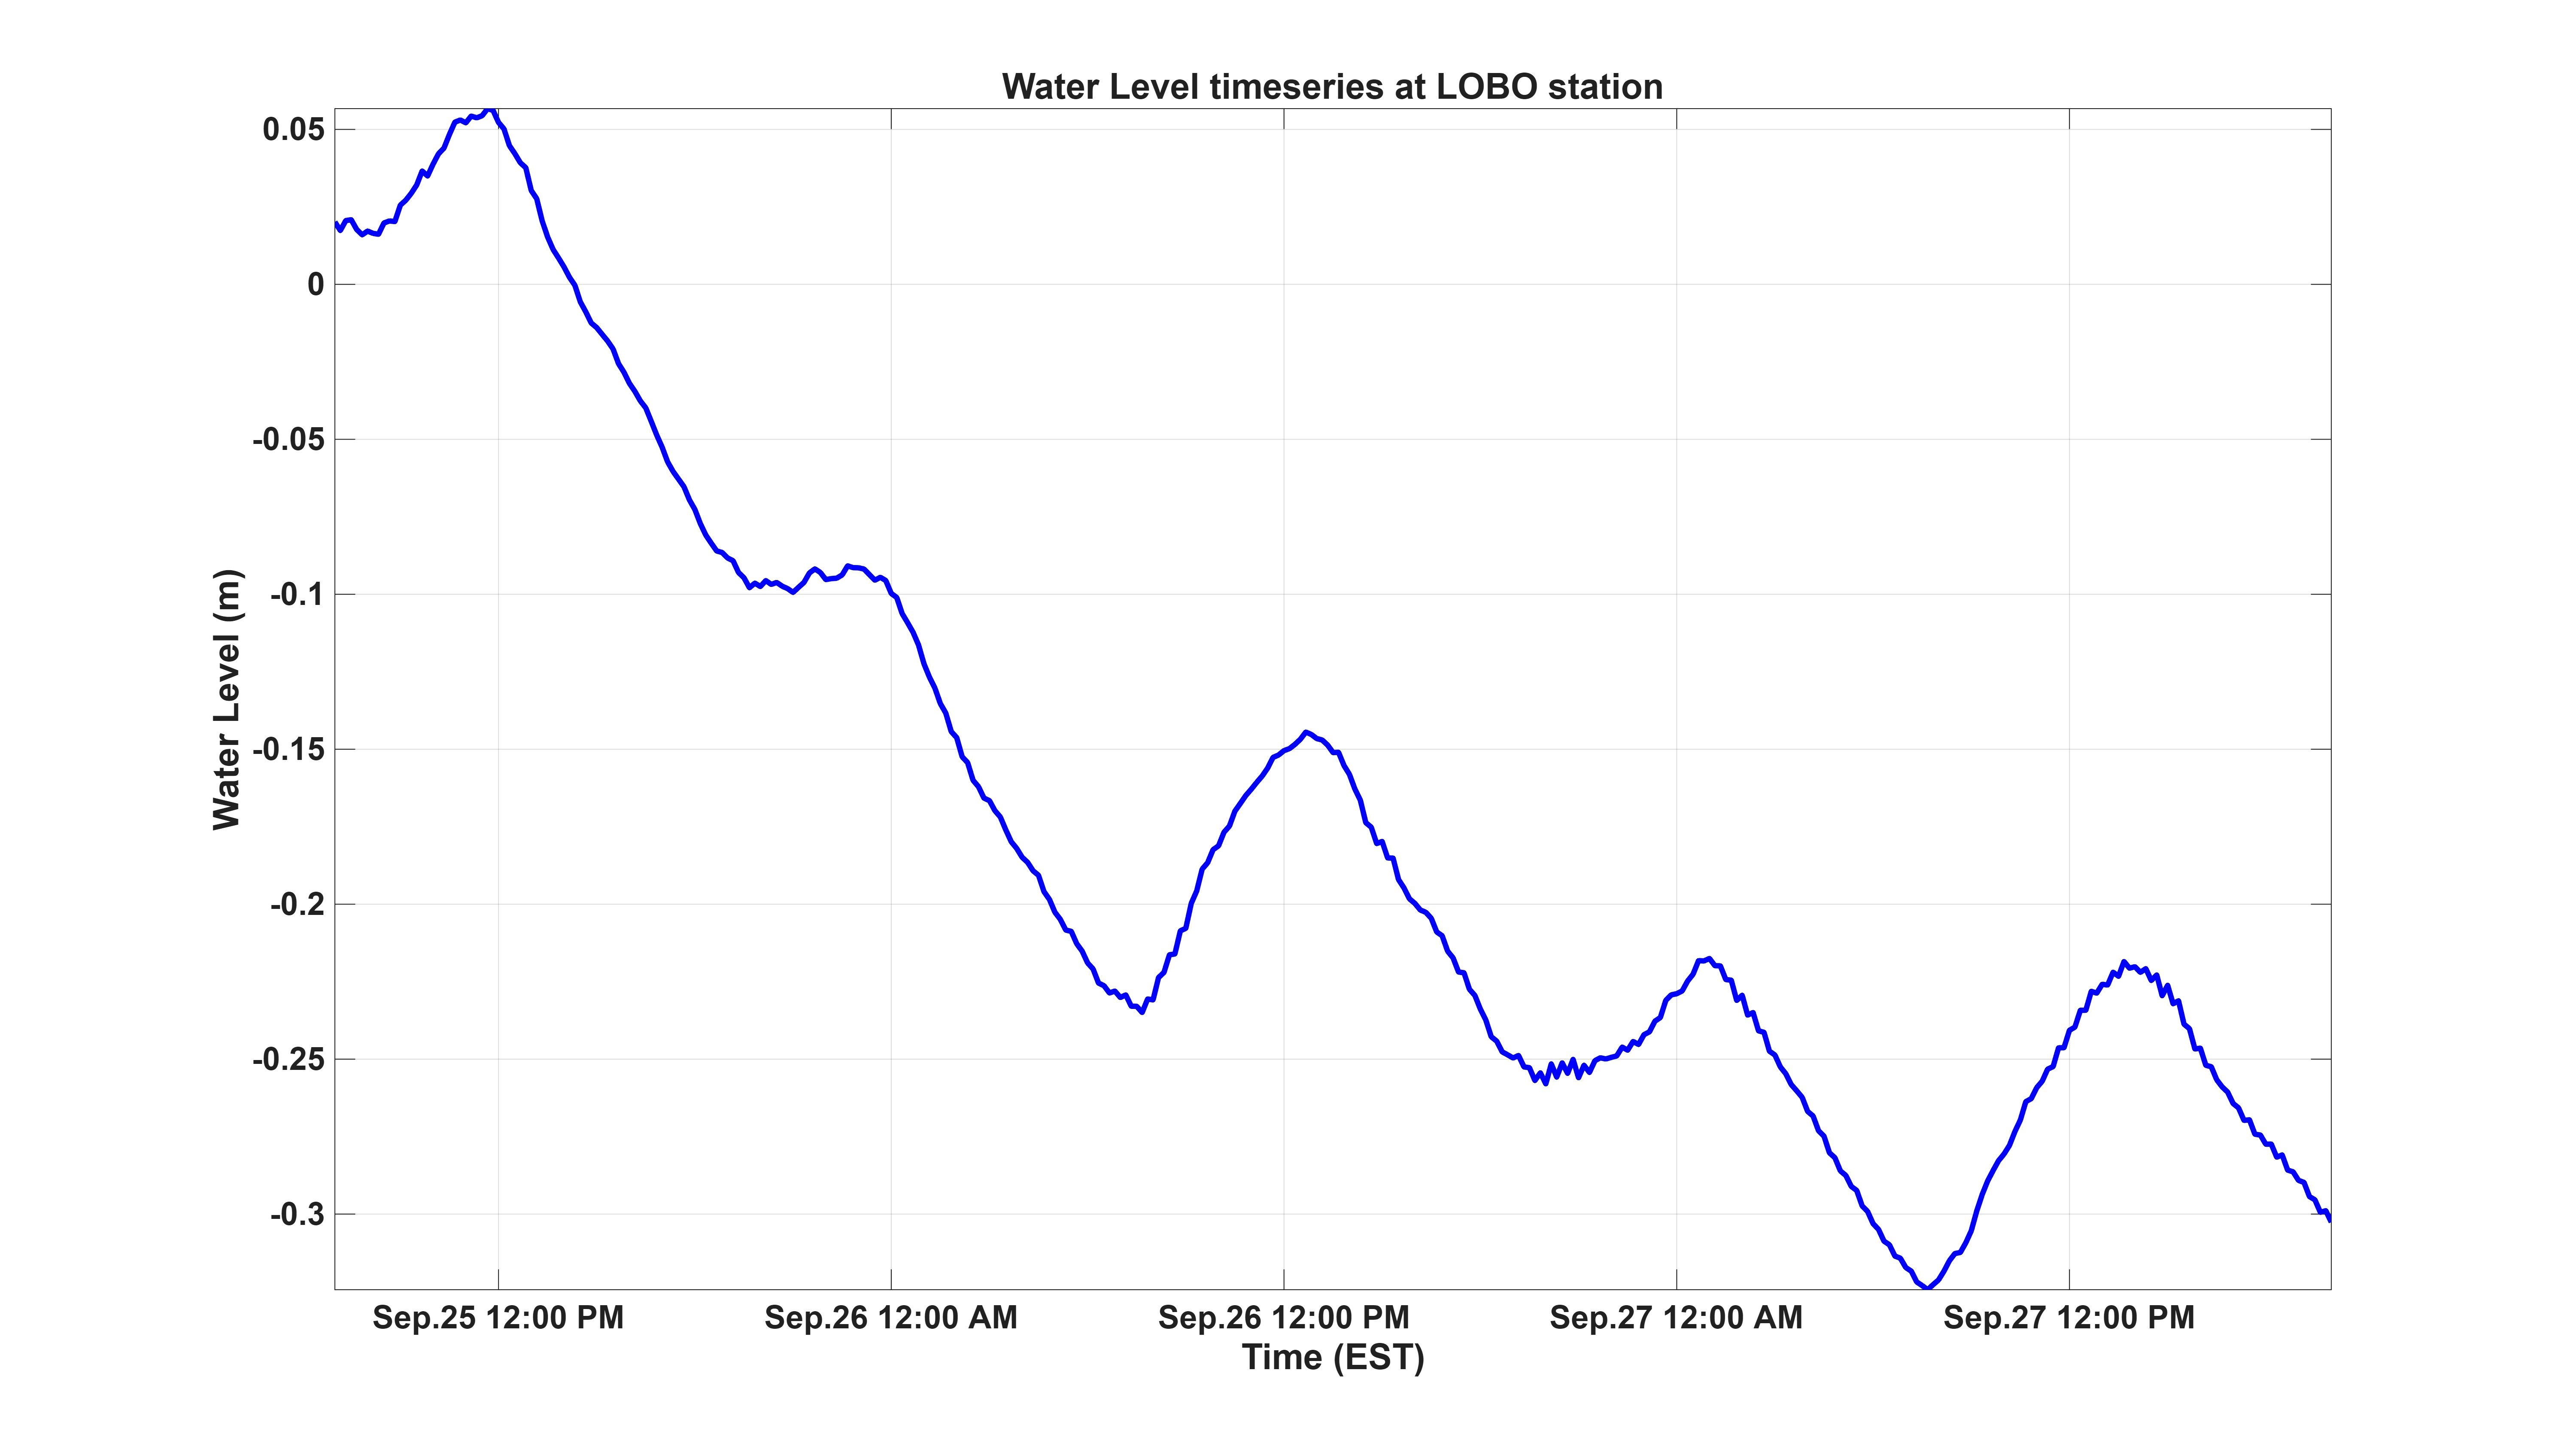 Water Level timeseries at LOBO station
0.05
0
-0.05
-0.1
-0.15
-0.2
-0.25
-0.3
Water Level (m)
Sep.25 12:00 PM
Sep.26 12:00 AM
Sep.26 12:00 PM
Sep.27 12:00 AM
Sep.27 12:00 PM
Time (EST)